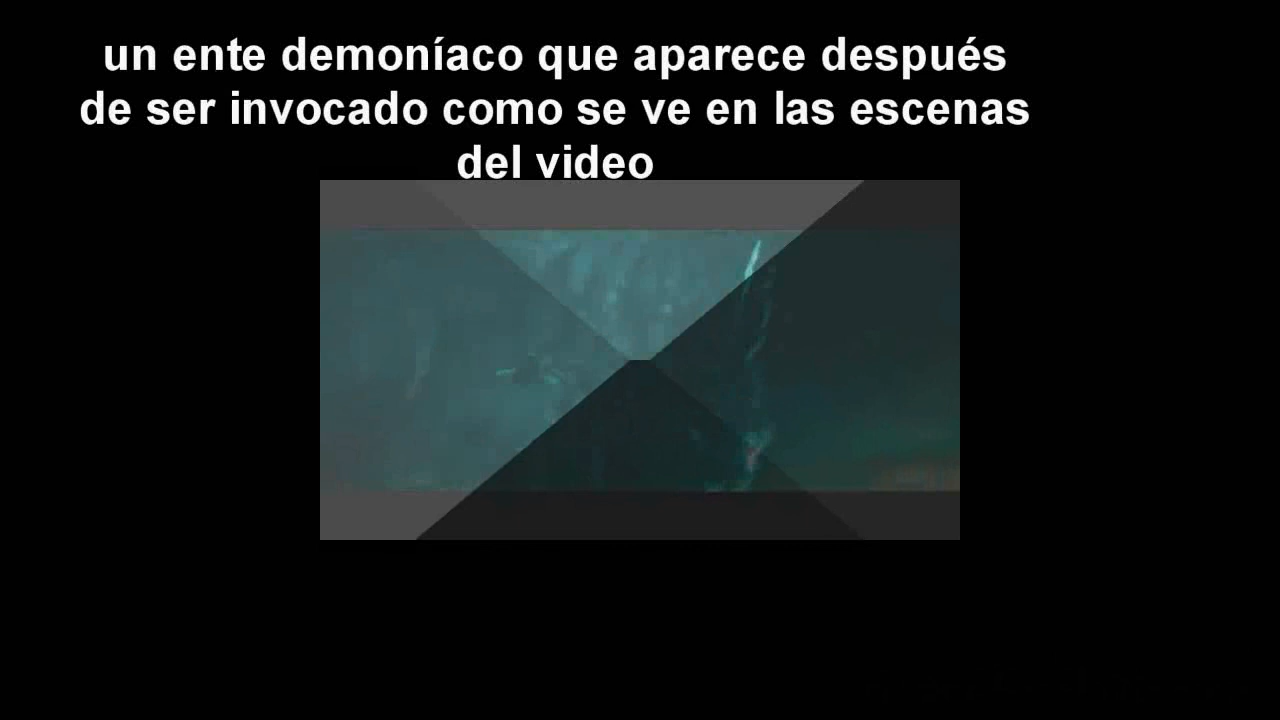 un ente demoníaco que aparece después
de ser invocado como se ve en las escenas
del video